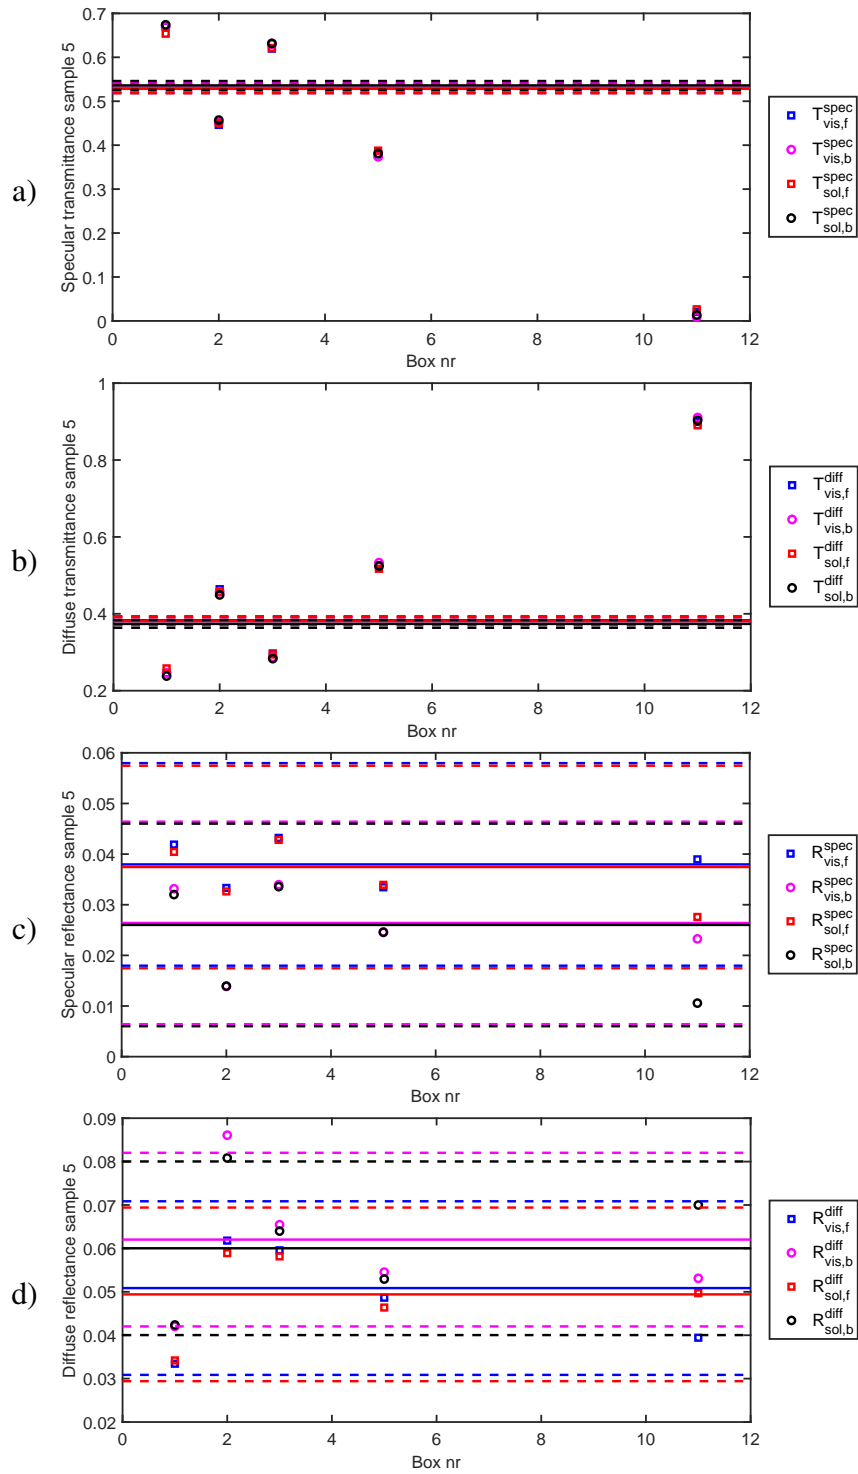 a)
Specular transmittance sample 5
0.7
0.6
0.5
0.4
0.3
0.2
0.1
0
0 2 4 6 8 10 12
Box nr
T^spec_vis,f
T^spec_vis,b
T^spec_sol,f
T^spec_sol,b
b)
Diffuse transmittance sample 5
1
0.8
0.6
0.4
0.2
0 2 4 6 8 10 12
Box nr
T^diff_vis,f
T^diff_vis,b
T^diff_sol,f
T^diff_sol,b
c)
Specular reflectance sample 5
0.06
0.05
0.04
0.03
0.02
0.01
0
0 2 4 6 8 10 12
Box nr
R^spec_vis,f
R^spec_vis,b
R^spec_sol,f
R^spec_sol,b
d)
Diffuse reflectance sample 5
0.09
0.08
0.07
0.06
0.05
0.04
0.03
0.02
0 2 4 6 8 10 12
Box nr
R^diff_vis,f
R^diff_vis,b
R^diff_sol,f
R^diff_sol,b